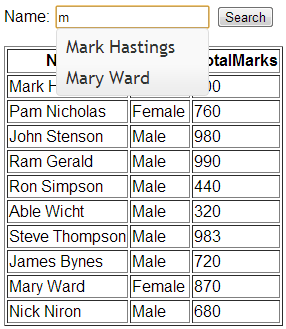 Name: m Search
Mark Hastings
Mary Ward
TotalMarks
Mark H
Pam Nicholas Female 760
John Stenson Male 980
Ram Gerald Male 990
Ron Simpson Male 440
Able Wicht Male 320
Steve Thompson Male 983
James Bynes Male 720
Mary Ward Female 870
Nick Niron Male 680